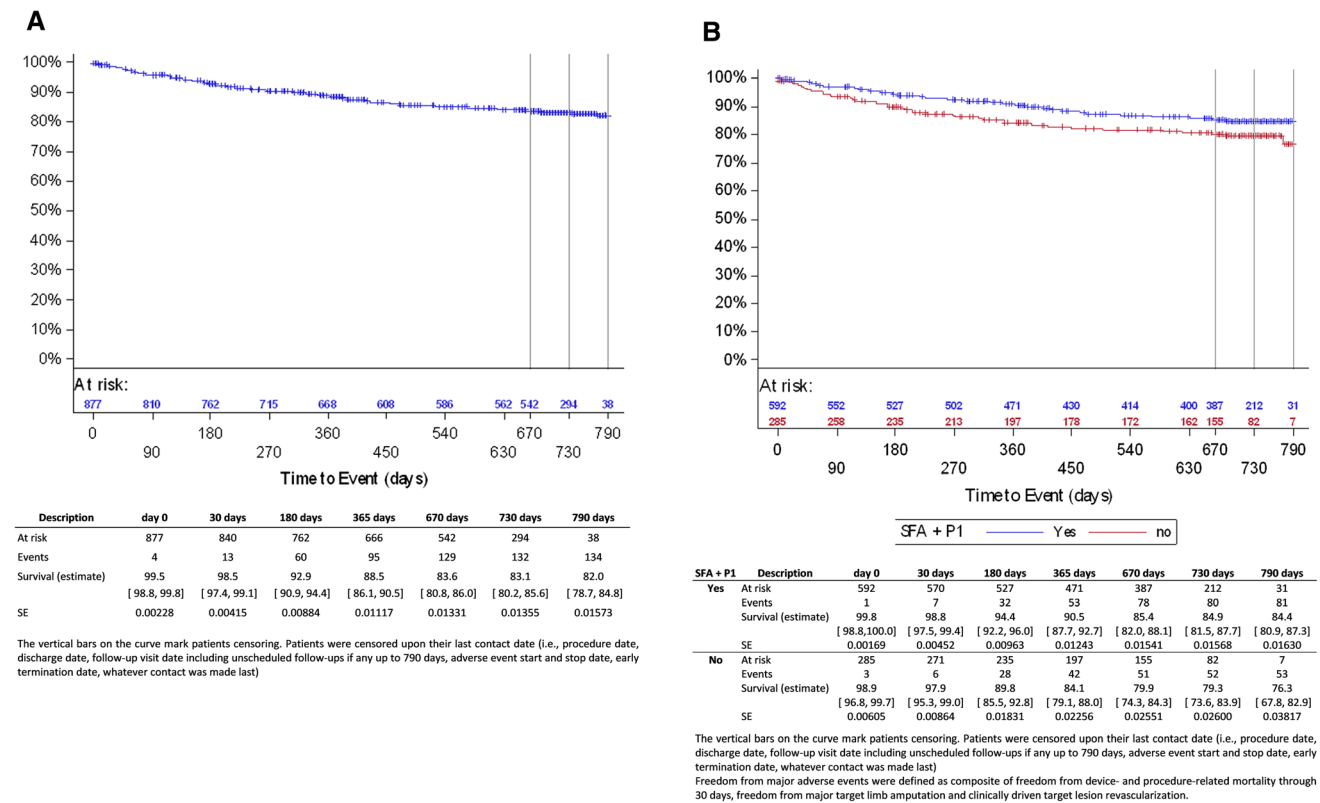 A
100%
90%
80%
70%
60%
50%
40%
30%
20%
10%
0%
At risk:
877 810 762 715 668 608 586 562 542 294 38
0 180 360 540 670 790
90 270 450 630 730
Time to Event (days)
Description day 0 30 days 180 days 365 days 670 days 730 days 790 days
At risk 877 840 762 666 542 294 38
Events 4 13 60 95 129 132 134
Survival (estimate) 99.5 98.5 92.9 88.5 83.6 83.1 82.0
[ 98.8, 99.8] [ 97.4, 99.1] [ 90.9, 94.4] [ 86.1, 90.5] [ 80.8, 86.0] [ 80.2, 85.6] [ 78.7, 84.8]
SE 0.00228 0.00415 0.00884 0.01117 0.01331 0.01355 0.01573
The vertical bars on the curve mark patients censoring. Patients were censored upon their last contact date (i.e., procedure date,
discharge date, follow-up visit date including unscheduled follow-ups if any up to 790 days, adverse event start and stop date, early
termination date, whatever contact was made last)
B
100%
90%
80%
70%
60%
50%
40%
30%
20%
10%
0%
At risk:
592 552 527 502 471 430 414 400 387 212 31
285 258 235 213 197 178 172 162 155 82 7
0 180 360 540 670 790
90 270 450 630 730
Time to Event (days)
SFA + P1 Yes no
SFA + P1 Description day 0 30 days 180 days 365 days 670 days 730 days 790 days
Yes At risk 592 570 527 471 387 212 31
Events 1 7 32 53 78 80 81
Survival (estimate) 99.8 98.8 94.4 90.5 85.4 84.9 84.4
[ 98.8,100.0] [ 97.5, 99.4] [ 92.2, 96.0] [ 87.7, 92.7] [ 82.0, 88.1] [ 81.5, 87.7] [ 80.9, 87.3]
SE 0.00169 0.00452 0.00963 0.01243 0.01541 0.01568 0.01630
No At risk 285 271 235 197 155 82 7
Events 3 6 28 42 51 52 53
Survival (estimate) 98.9 97.9 89.8 84.1 79.9 79.3 76.3
[ 96.8, 99.7] [ 95.3, 99.0] [ 85.5, 92.8] [ 79.1, 88.0] [ 74.3, 84.3] [ 73.6, 83.9] [ 67.8, 82.9]
SE 0.00605 0.00864 0.01831 0.02256 0.02551 0.02600 0.03817
The vertical bars on the curve mark patients censoring. Patients were censored upon their last contact date (i.e., procedure date,
discharge date, follow-up visit date including unscheduled follow-ups if any up to 790 days, adverse event start and stop date, early
termination date, whatever contact was made last)
Freedom from major adverse events were defined as composite of freedom from device- and procedure-related mortality through
30 days, freedom from major target limb amputation and clinically driven target lesion revascularization.